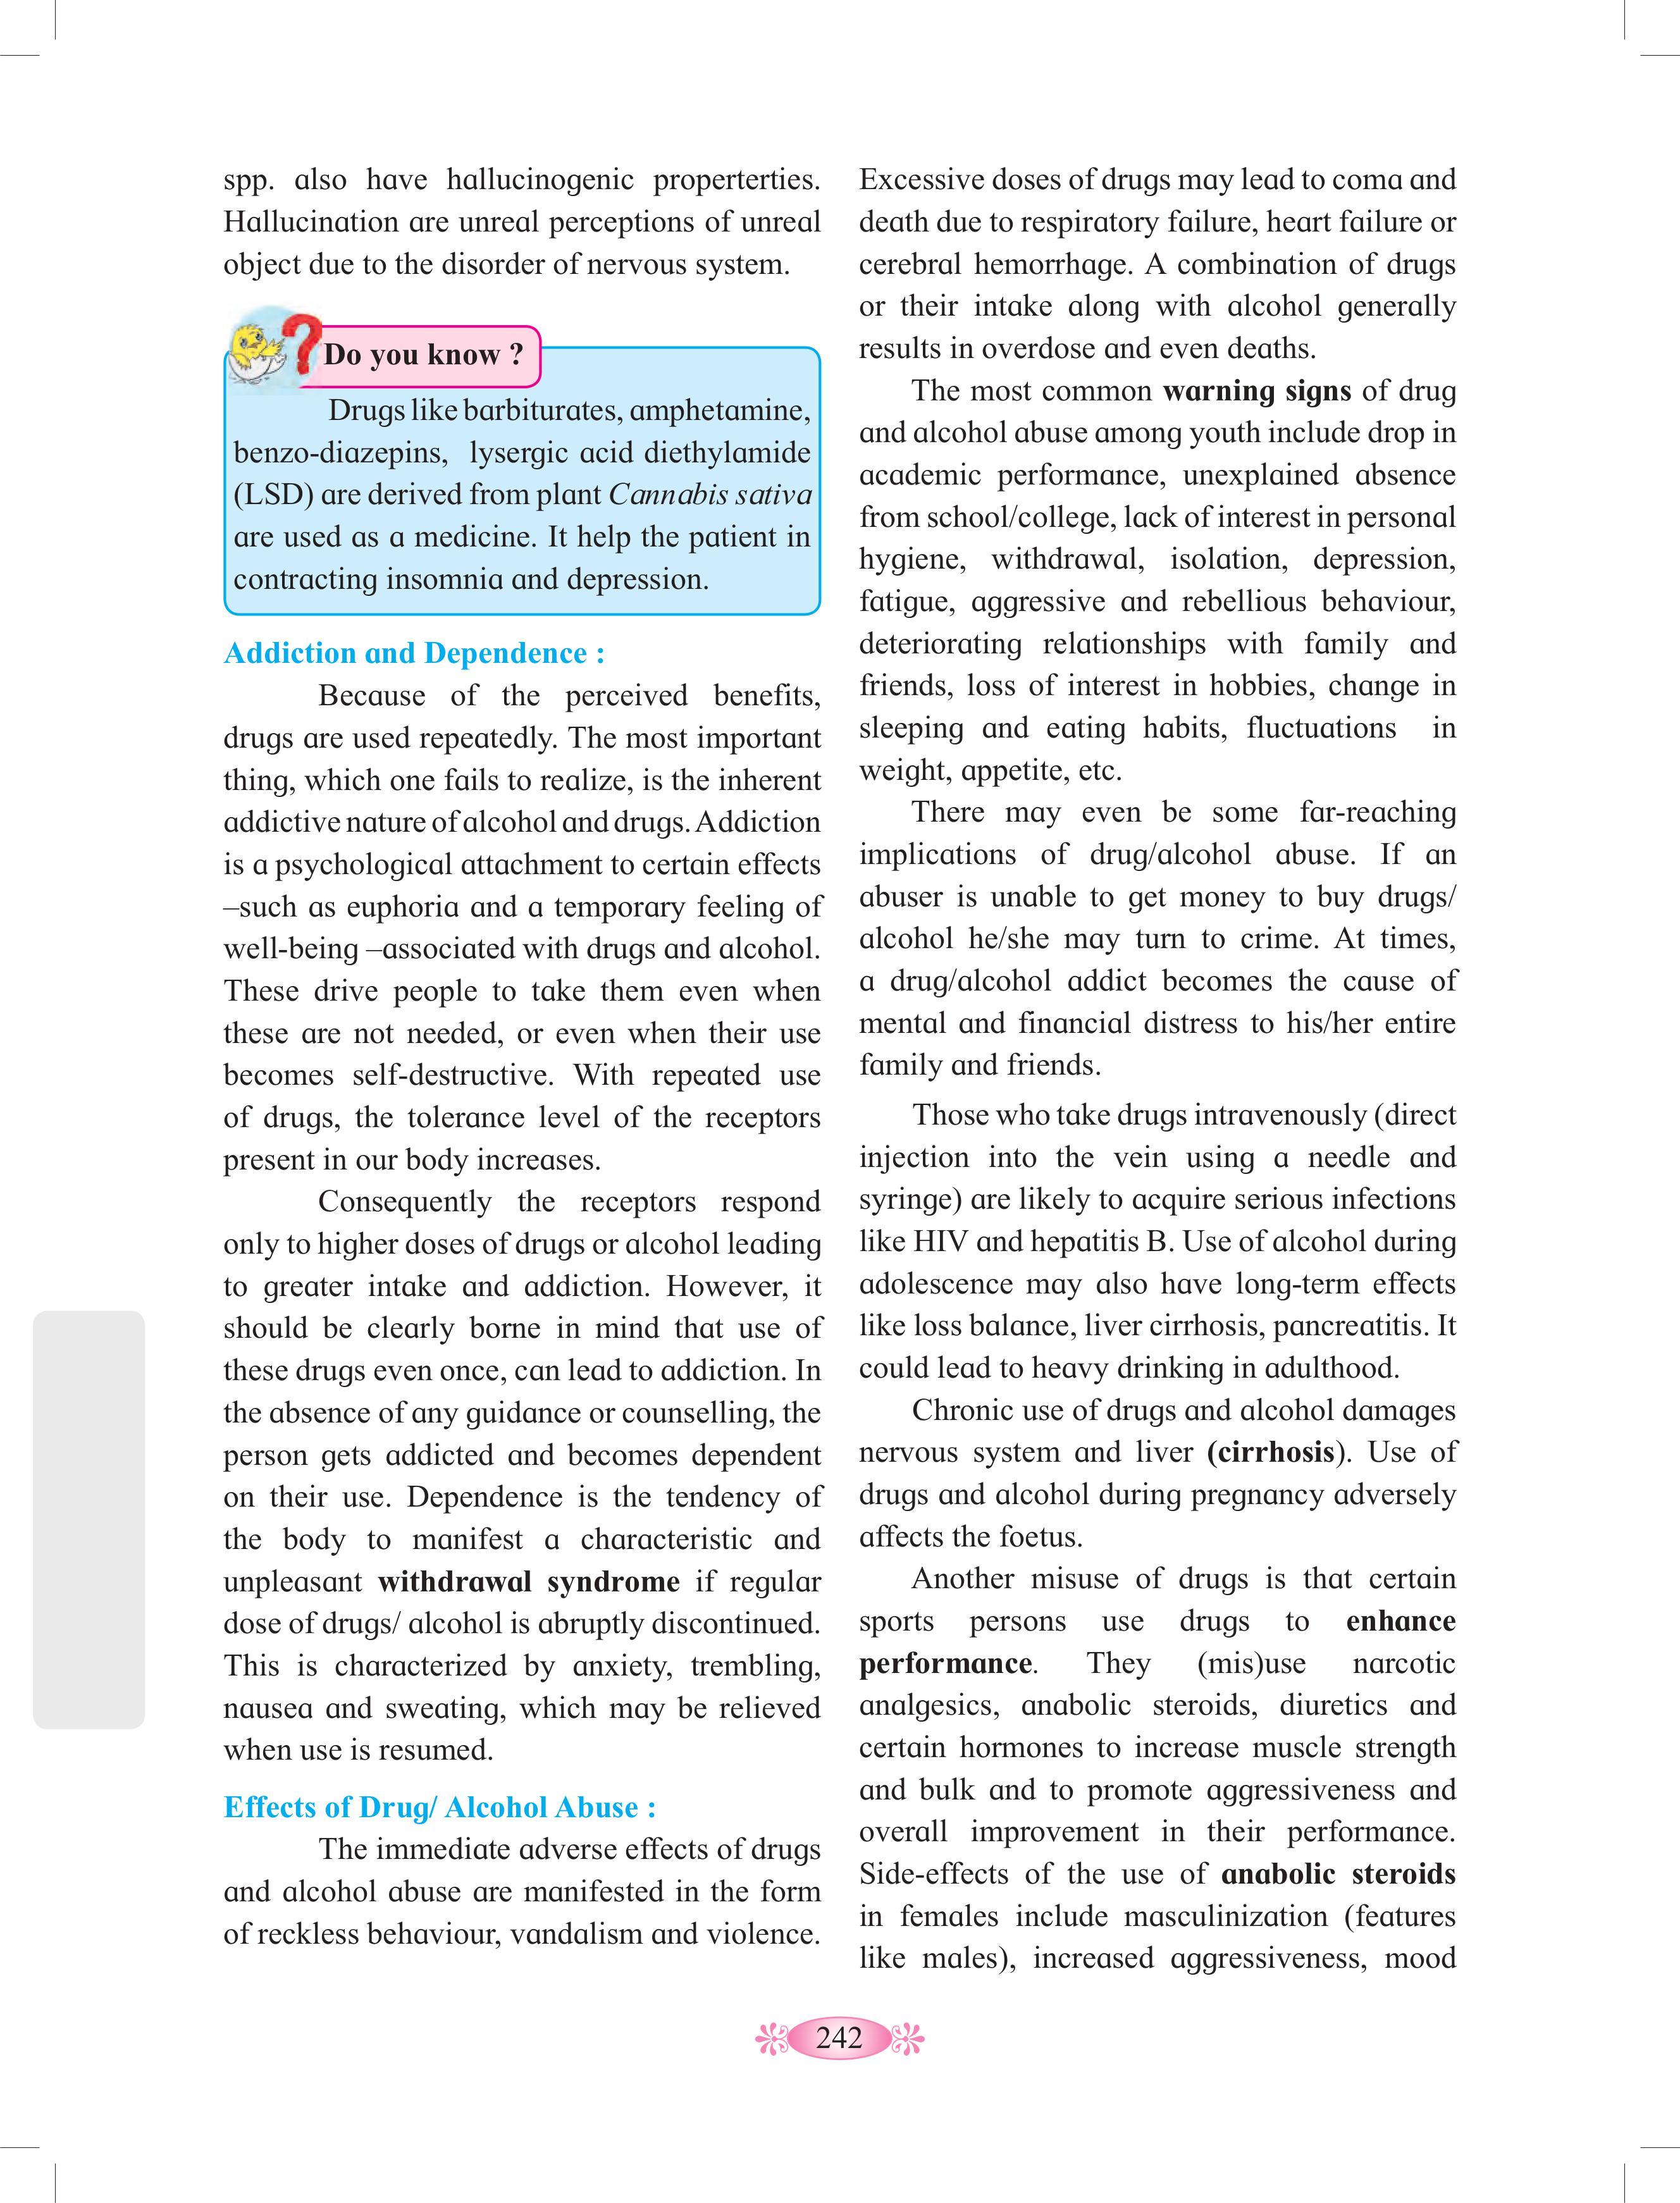 spp. also have hallucinogenic properterties.
Hallucination are unreal perceptions of unreal
object due to the disorder of nervous system.
Do you know ?
Drugs like barbiturates, amphetamine,
benzo-diazepins, lysergic acid diethylamide
(LSD) are derived from plant Cannabis sativa
are used as a medicine. It help the patient in
contracting insomnia and depression.
Addiction and Dependence :
Because of the perceived benefits,
drugs are used repeatedly. The most important
thing, which one fails to realize, is the inherent
addictive nature of alcohol and drugs. Addiction
is a psychological attachment to certain effects
–such as euphoria and a temporary feeling of
well-being –associated with drugs and alcohol.
These drive people to take them even when
these are not needed, or even when their use
becomes self-destructive. With repeated use
of drugs, the tolerance level of the receptors
present in our body increases.
Consequently the receptors respond
only to higher doses of drugs or alcohol leading
to greater intake and addiction. However, it
should be clearly borne in mind that use of
these drugs even once, can lead to addiction. In
the absence of any guidance or counselling, the
person gets addicted and becomes dependent
on their use. Dependence is the tendency of
the body to manifest a characteristic and
unpleasant withdrawal syndrome if regular
dose of drugs/ alcohol is abruptly discontinued.
This is characterized by anxiety, trembling,
nausea and sweating, which may be relieved
when use is resumed.
Effects of Drug/ Alcohol Abuse :
The immediate adverse effects of drugs
and alcohol abuse are manifested in the form
of reckless behaviour, vandalism and violence.
Excessive doses of drugs may lead to coma and
death due to respiratory failure, heart failure or
cerebral hemorrhage. A combination of drugs
or their intake along with alcohol generally
results in overdose and even deaths.
The most common warning signs of drug
and alcohol abuse among youth include drop in
academic performance, unexplained absence
from school/college, lack of interest in personal
hygiene, withdrawal, isolation, depression,
fatigue, aggressive and rebellious behaviour,
deteriorating relationships with family and
friends, loss of interest in hobbies, change in
sleeping and eating habits, fluctuations in
weight, appetite, etc.
There may even be some far-reaching
implications of drug/alcohol abuse. If an
abuser is unable to get money to buy drugs/
alcohol he/she may turn to crime. At times,
a drug/alcohol addict becomes the cause of
mental and financial distress to his/her entire
family and friends.
Those who take drugs intravenously (direct
injection into the vein using a needle and
syringe) are likely to acquire serious infections
like HIV and hepatitis B. Use of alcohol during
adolescence may also have long-term effects
like loss balance, liver cirrhosis, pancreatitis. It
could lead to heavy drinking in adulthood.
Chronic use of drugs and alcohol damages
nervous system and liver (cirrhosis). Use of
drugs and alcohol during pregnancy adversely
affects the foetus.
Another misuse of drugs is that certain
sports persons use drugs to enhance
performance. They (mis)use narcotic
analgesics, anabolic steroids, diuretics and
certain hormones to increase muscle strength
and bulk and to promote aggressiveness and
overall improvement in their performance.
Side-effects of the use of anabolic steroids
in females include masculinization (features
like males), increased aggressiveness, mood
242